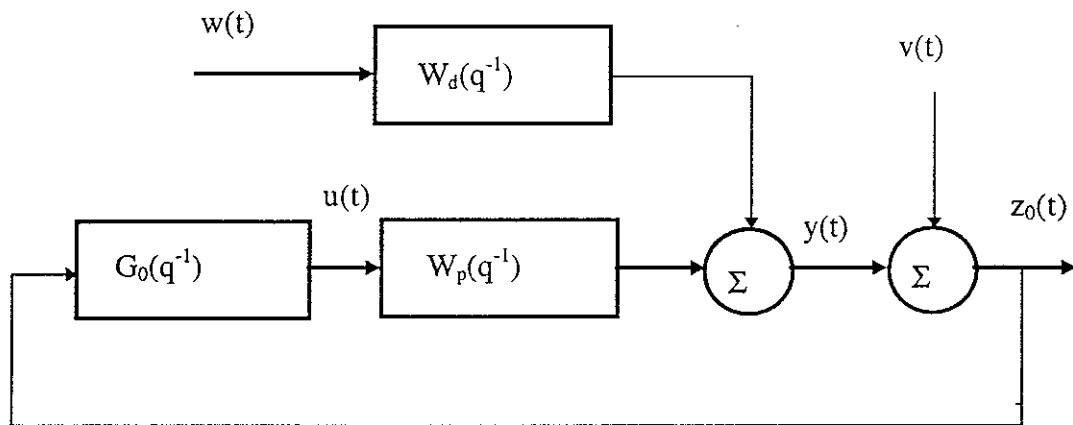 w(t)
W_d(q^-1)
v(t)
u(t)
y(t)
z_0(t)
G_0(q^-1)
W_p(q^-1)
Σ
Σ